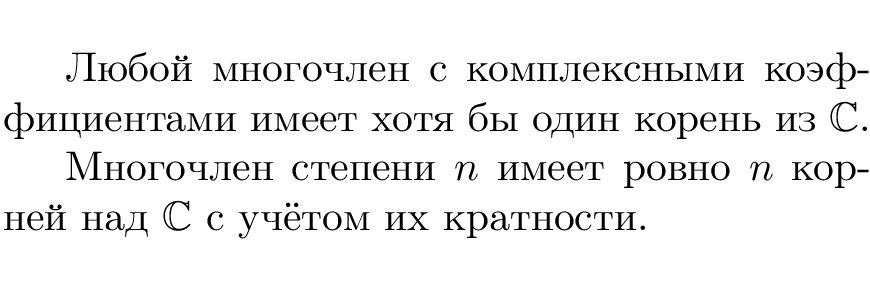 Любой многочлен с комплексными коэф-
фициентами имеет хотя бы один корень из ℂ.
Многочлен степени n имеет ровно n кор-
ней над ℂ с учётом их кратности.